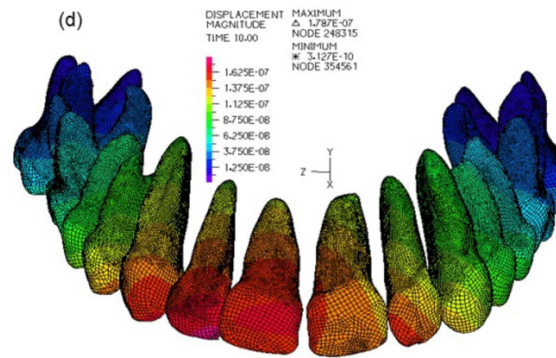 (d)
DISPLACEMENT
MAGNITUDE
TIME 10.00
MAXIMUM
△ 1.787E-07
NODE 248315
MINIMUM
✳ 3.127E-10
NODE 354561
1.625E-07
1.375E-07
1.125E-07
8.750E-08
6.250E-08
3.750E-08
1.250E-08
Y
Z
X